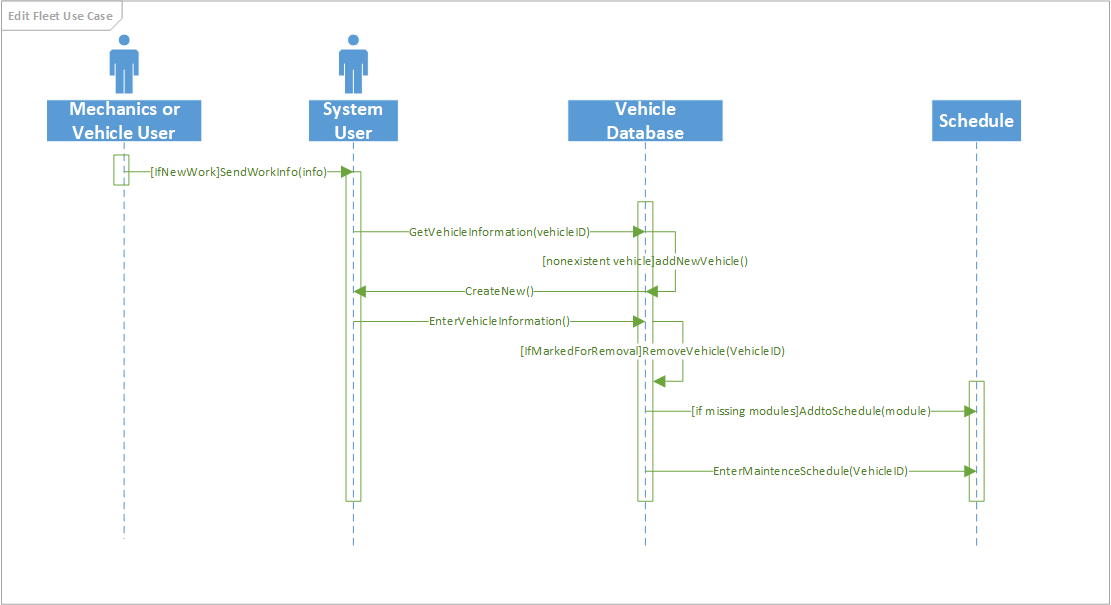 Edit Fleet Use Case
Mechanics or
Vehicle User
System
User
Vehicle
Database
Schedule
[IfNewWork]SendWorkInfo(info)
GetVehicleInformation(vehicleID)
[nonexistent vehicle]addNewVehicle()
CreateNew()
EnterVehicleInformation()
[IfMarkedForRemoval]RemoveVehicle(VehicleID)
[if missing modules]AddtoSchedule(module)
EnterMaintenceSchedule(VehicleID)